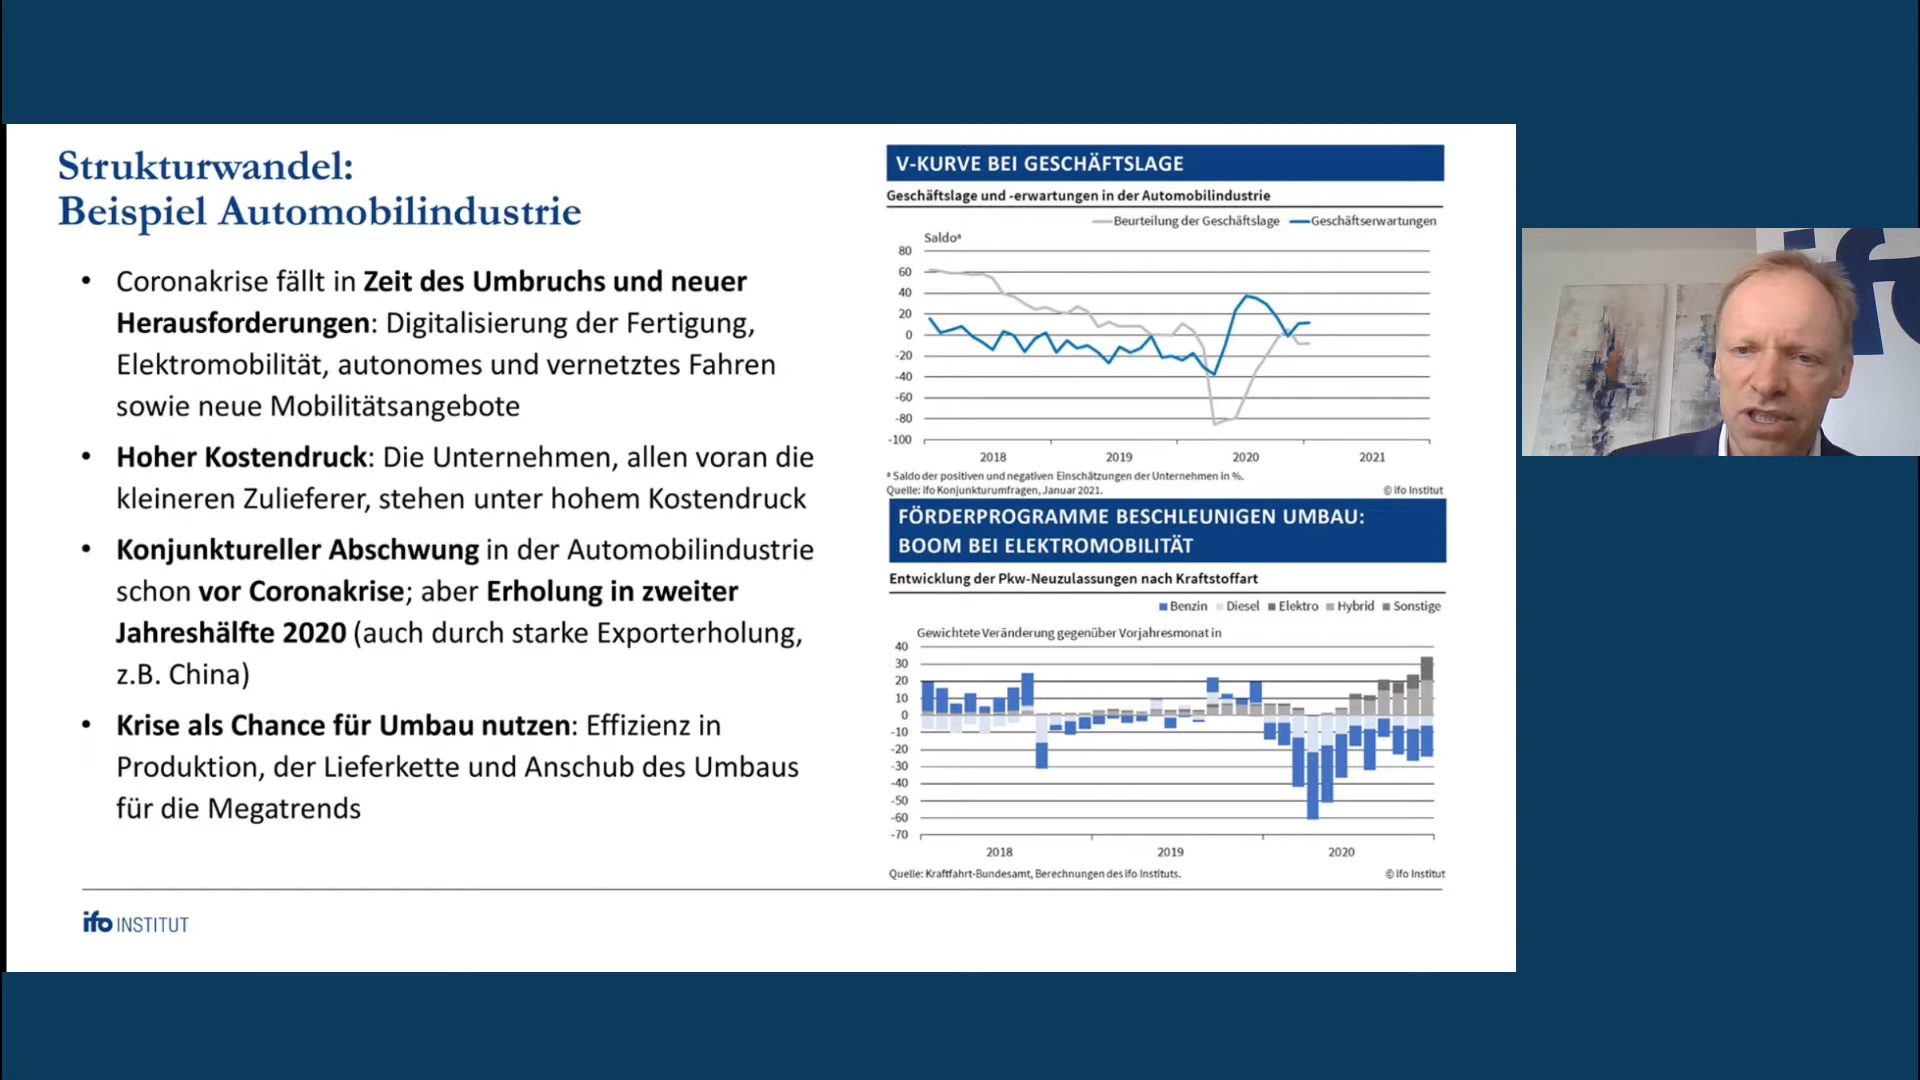 Strukturwandel:
Beispiel Automobilindustrie
• Coronakrise fällt in Zeit des Umbruchs und neuer
Herausforderungen: Digitalisierung der Fertigung,
Elektromobilität, autonomes und vernetztes Fahren
sowie neue Mobilitätsangebote
• Hoher Kostendruck: Die Unternehmen, allen voran die
kleineren Zulieferer, stehen unter hohem Kostendruck
• Konjunktureller Abschwung in der Automobilindustrie
schon vor Coronakrise; aber Erholung in zweiter
Jahreshälfte 2020 (auch durch starke Exporterholung,
z.B. China)
• Krise als Chance für Umbau nutzen: Effizienz in
Produktion, der Lieferkette und Anschub des Umbaus
für die Megatrends
ifo INSTITUT
V-KURVE BEI GESCHÄFTSLAGE
Geschäftslage und -erwartungen in der Automobilindustrie
Beurteilung der Geschäftslage Geschäftserwartungen
Saldoᵃ
80
60
40
20
0
-20
-40
-60
-80
-100
2018 2019 2020 2021
ᵃ Saldo der positiven und negativen Einschätzungen der Unternehmen in %.
Quelle: ifo Konjunkturumfragen, Januar 2021. © ifo Institut
FÖRDERPROGRAMME BESCHLEUNIGEN UMBAU:
BOOM BEI ELEKTROMOBILITÄT
Entwicklung der Pkw-Neuzulassungen nach Kraftstoffart
Benzin Diesel Elektro Hybrid Sonstige
Gewichtete Veränderung gegenüber Vorjahresmonat in
40
30
20
10
0
-10
-20
-30
-40
-50
-60
-70
2018 2019 2020
Quelle: Kraftfahrt-Bundesamt, Berechnungen des ifo Instituts. © ifo Institut
ifo